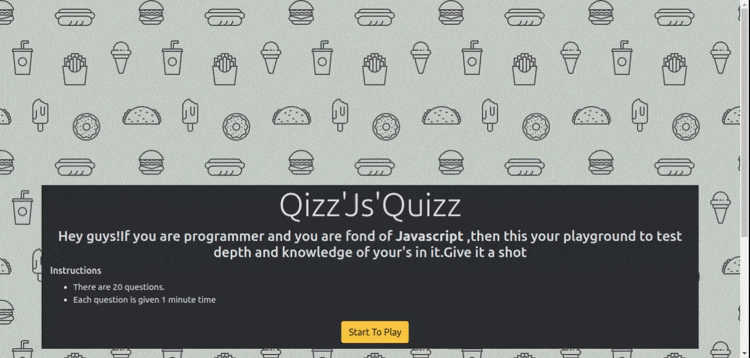 Qizz'Js'Quizz
Hey guys!If you are programmer and you are fond of Javascript ,then this your playground to test
depth and knowledge of your's in it.Give it a shot
Instructions
There are 20 questions.
Each question is given 1 minute time
Start To Play